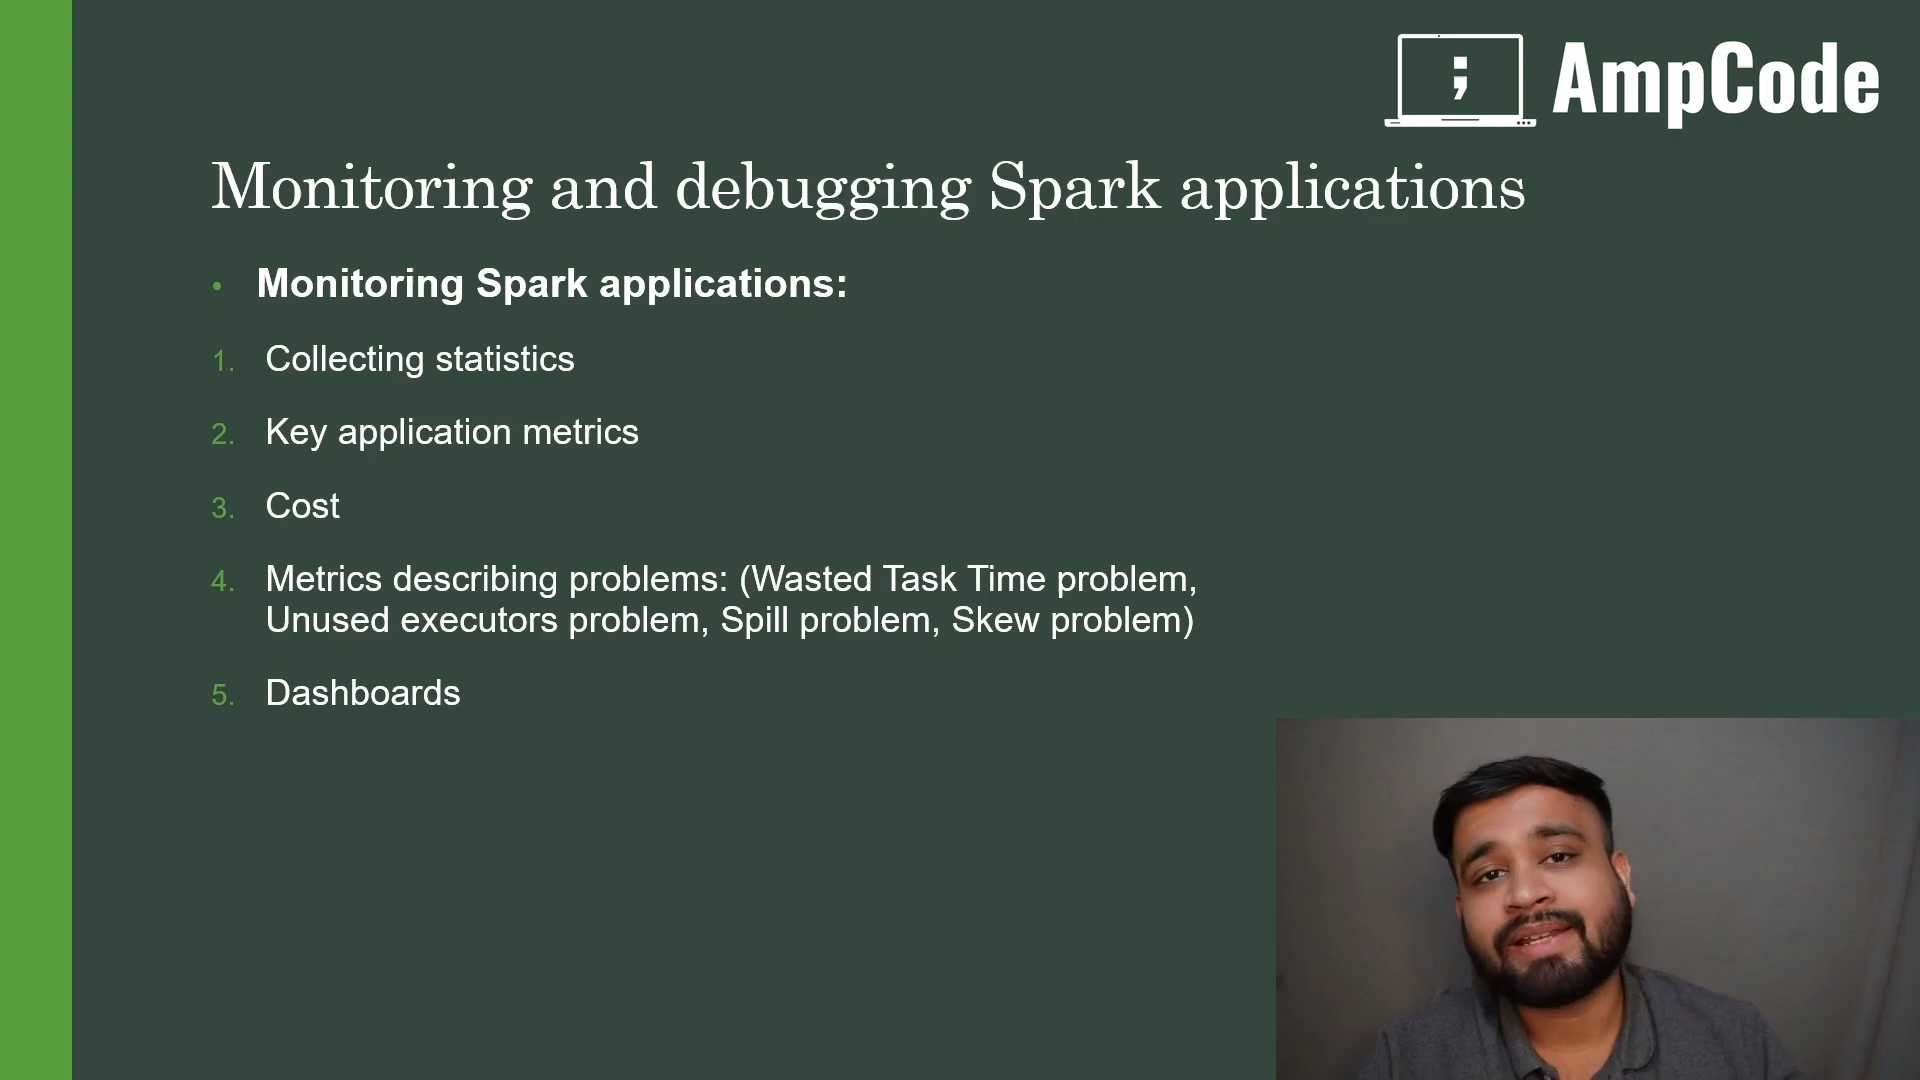 ;
AmpCode
Monitoring and debugging Spark applications
• Monitoring Spark applications:
1. Collecting statistics
2. Key application metrics
3. Cost
4. Metrics describing problems: (Wasted Task Time problem,
Unused executors problem, Spill problem, Skew problem)
5. Dashboards